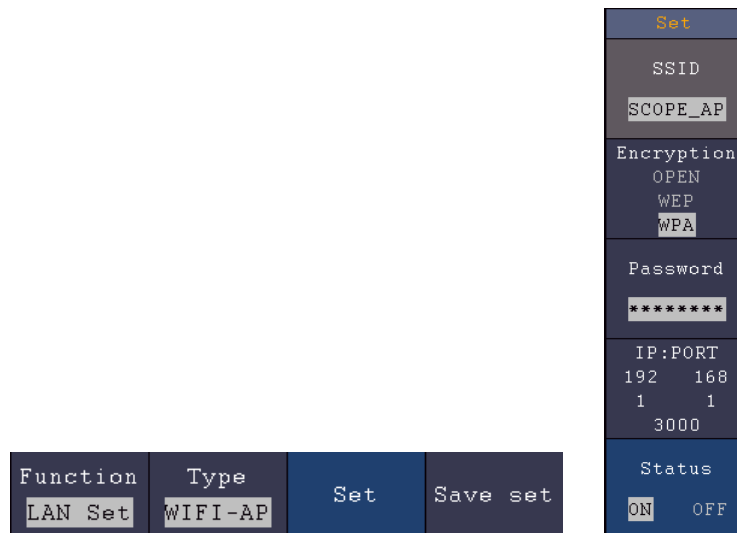 Set
SSID
SCOPE_AP
Encryption
OPEN
WEP
WPA
Password
********
IP:PORT
192 168
1 1
3000
Status
ON OFF
Function Type Set Save set
LAN Set WIFI-AP